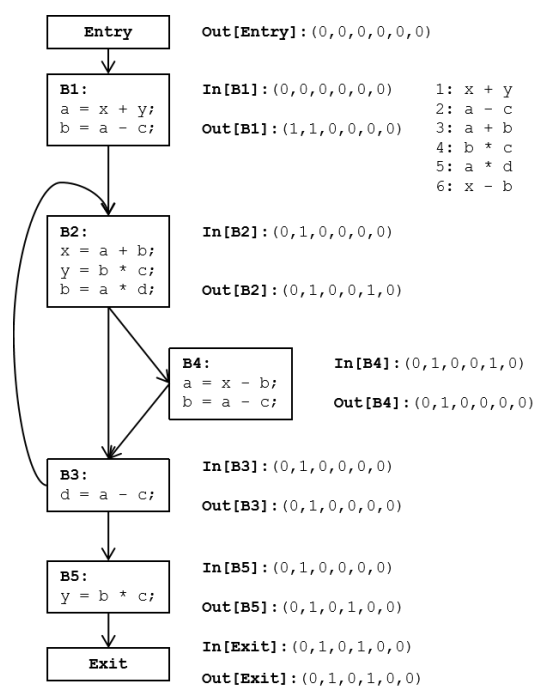 Entry
Out[Entry]:(0,0,0,0,0,0)
B1:
a = x + y;
b = a - c;
In[B1]:(0,0,0,0,0,0)
Out[B1]:(1,1,0,0,0,0)
1: x + y
2: a - c
3: a + b
4: b * c
5: a * d
6: x - b
B2:
x = a + b;
y = b * c;
b = a * d;
In[B2]:(0,1,0,0,0,0)
Out[B2]:(0,1,0,0,1,0)
B4:
a = x - b;
b = a - c;
In[B4]:(0,1,0,0,1,0)
Out[B4]:(0,1,0,0,0,0)
B3:
d = a - c;
In[B3]:(0,1,0,0,0,0)
Out[B3]:(0,1,0,0,0,0)
B5:
y = b * c;
In[B5]:(0,1,0,0,0,0)
Out[B5]:(0,1,0,1,0,0)
Exit
In[Exit]:(0,1,0,1,0,0)
Out[Exit]:(0,1,0,1,0,0)